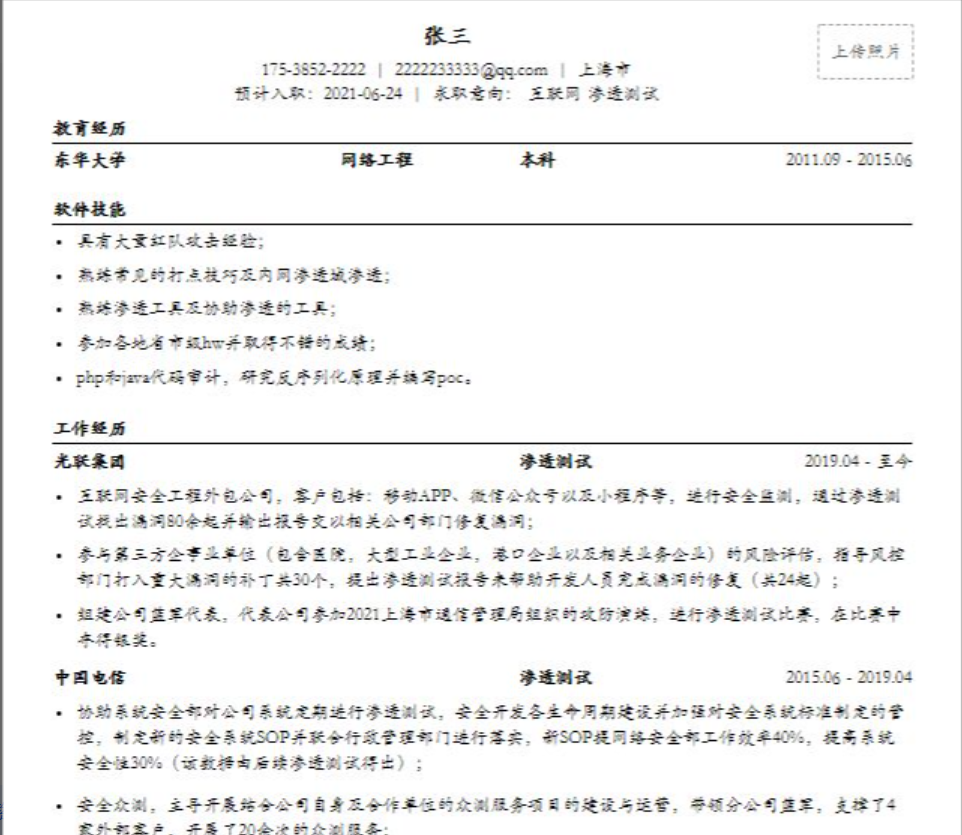 张三
上传照片
175-3852-2222 | 2222233333@qq.com | 上海市
预计入职：2021-06-24 | 求职意向： 互联网 渗透测试
教育经历
东华大学 网络工程 本科 2011.09 - 2015.06
软件技能
• 具有大量红队攻击经验；
• 熟练常见的打点技巧及内网渗透域渗透；
• 熟练渗透工具及协助渗透的工具；
• 参加各地省市级hw并取得不错的成绩；
• php和java代码审计，研究反序列化原理并编写poc。
工作经历
光联集团 渗透测试 2019.04 - 至今
• 互联网安全工程外包公司，客户包括：移动APP、微信公众号以及小程序等，进行安全监测，通过渗透测
试找出漏洞80余起并输出报告交以相关公司部门修复漏洞；
• 参与第三方企事业单位（包含医院，大型工业企业，港口企业以及相关业务企业）的风险评估，指导风控
部门打入重大漏洞的补丁共30个，提出渗透测试报告来帮助开发人员完成漏洞的修复（共24起）；
• 组建公司蓝军代表，代表公司参加2021上海市通信管理局组织的攻防演练，进行渗透测试比赛，在比赛中
夺得银奖。
中国电信 渗透测试 2015.06 - 2019.04
• 协助系统安全部对公司系统定期进行渗透测试，安全开发各生命周期建设并加强对安全系统标准制定的管
控，制定新的安全系统SOP并联合行政管理部门进行落实，新SOP提网络安全部工作效率40%，提高系统
安全性30%（该数据由后续渗透测试得出）；
• 安全众测，主导开展结合公司自身及合作单位的众测服务项目的建设与运营，带领分公司蓝军，支撑了4
家外部客户，开展了20余次的众测服务；